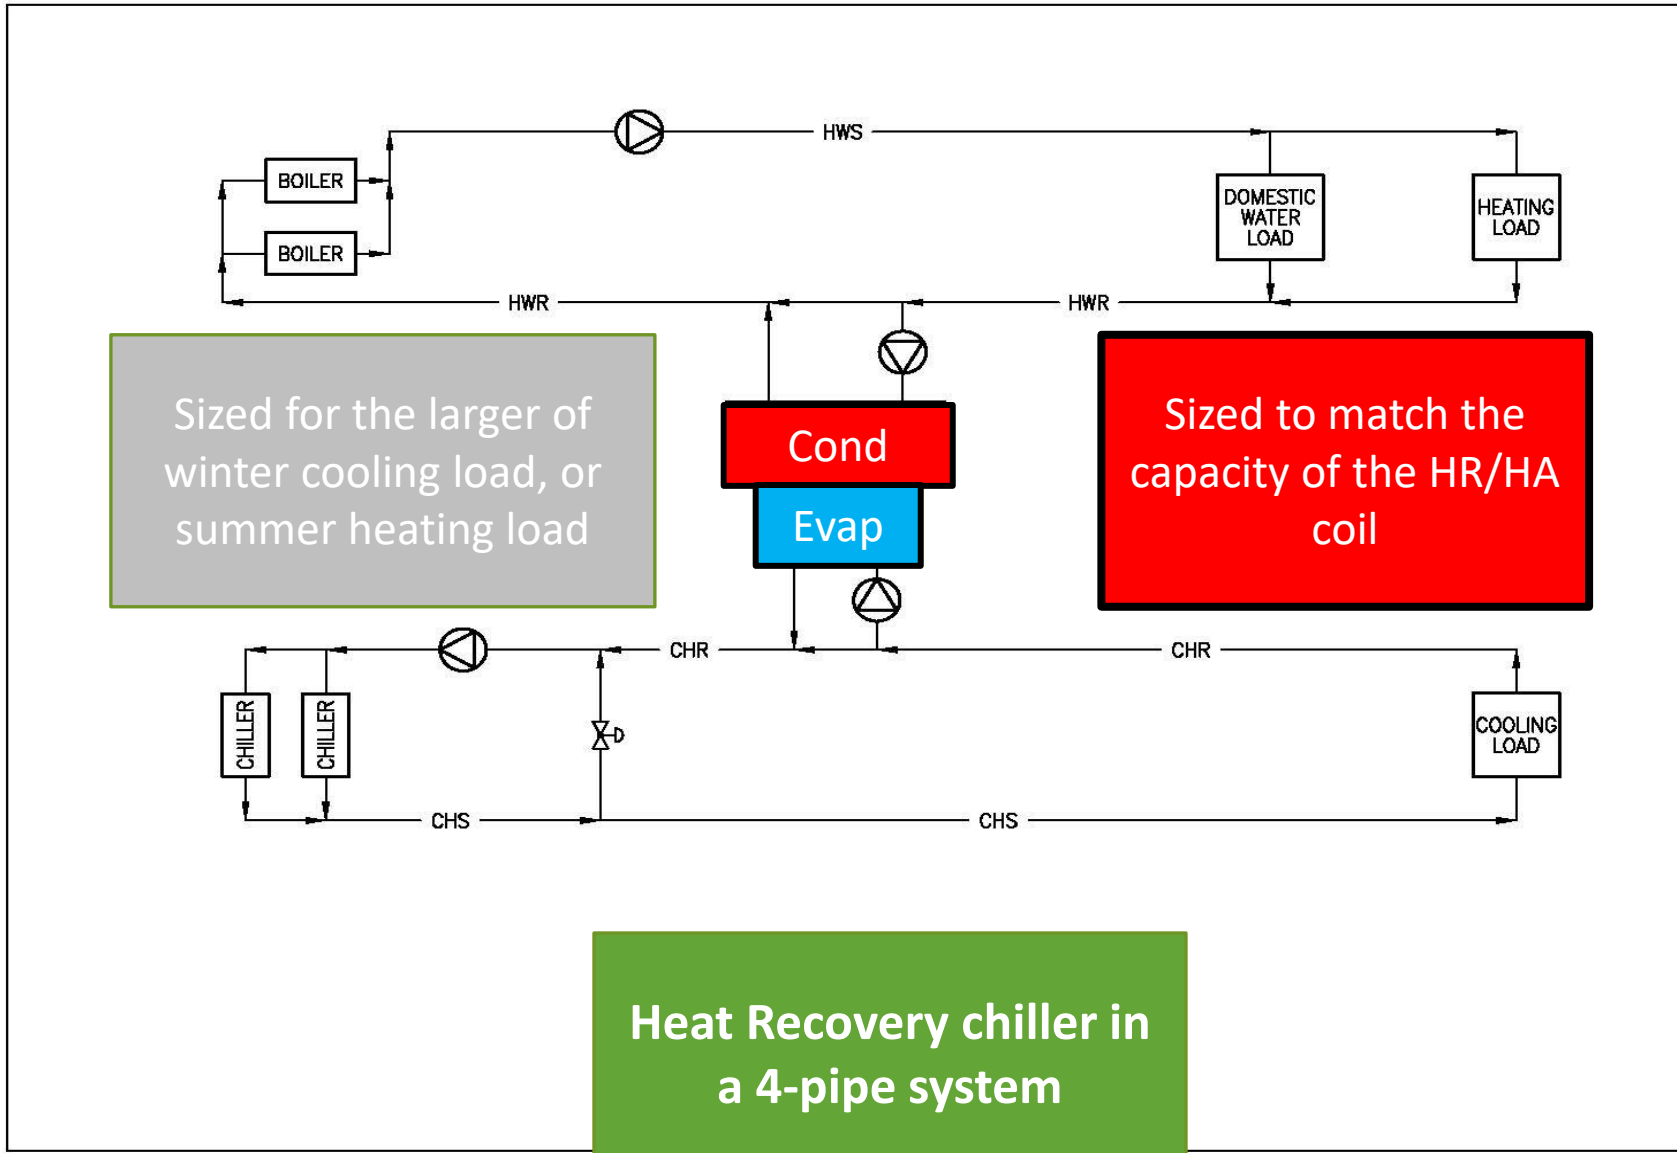 HWS
BOILER
BOILER
DOMESTIC
WATER
LOAD
HEATING
LOAD
HWR
HWR
Sized for the larger of
winter cooling load, or
summer heating load
Cond
Evap
Sized to match the
capacity of the HR/HA
coil
CHR
CHR
CHILLER
CHILLER
D
COOLING
LOAD
CHS
CHS
Heat Recovery chiller in
a 4-pipe system